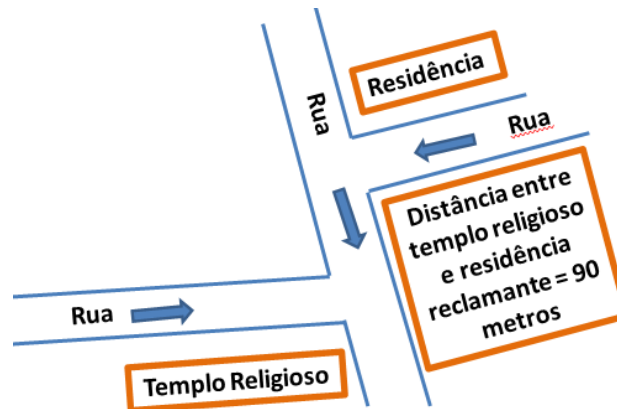 Residência
Rua
Rua
Distância entre
templo religioso
e residência
reclamante = 90
metros
Rua
Templo Religioso